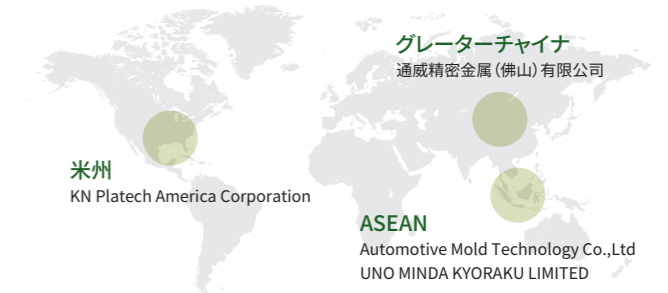 グレーターチャイナ
通威精密金属（佛山）有限公司
米州
KN Platech America Corporation
ASEAN
Automotive Mold Technology Co.,Ltd
UNO MINDA KYORAKU LIMITED